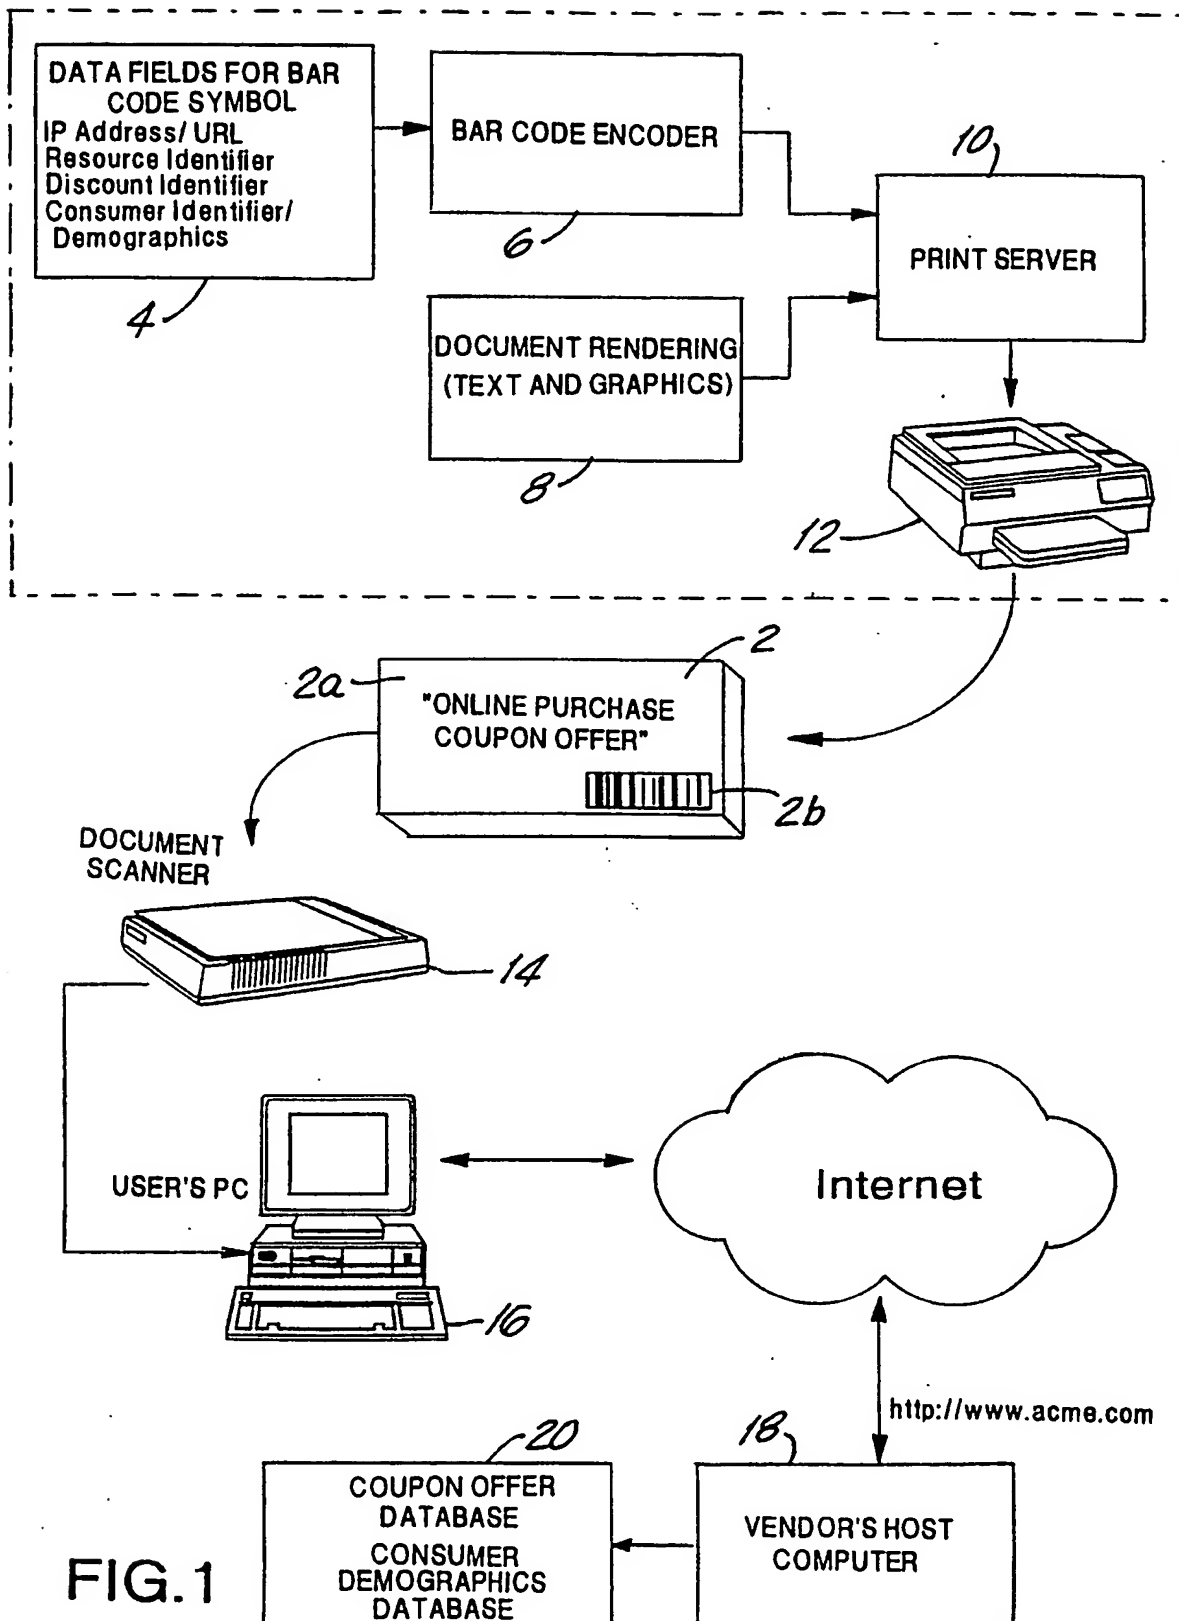 DATA FIELDS FOR BAR
CODE SYMBOL
IP Address/ URL
Resource Identifier
Discount Identifier
Consumer Identifier/
Demographics
4
BAR CODE ENCODER
6
DOCUMENT RENDERING
(TEXT AND GRAPHICS)
8
10
PRINT SERVER
12
2
2a
"ONLINE PURCHASE
COUPON OFFER"
2b
DOCUMENT
SCANNER
14
USER'S PC
16
Internet
http://www.acme.com
18
VENDOR'S HOST
COMPUTER
20
COUPON OFFER
DATABASE
CONSUMER
DEMOGRAPHICS
DATABASE
FIG.1